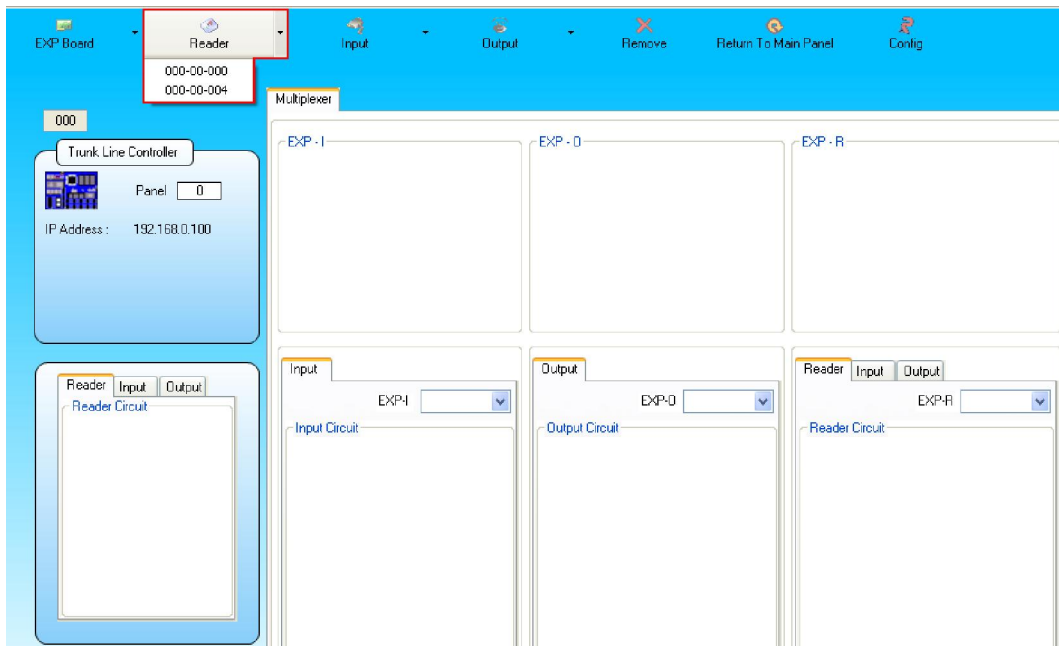 EXP Board
Reader
Input
Output
Remove
Return To Main Panel
Config
000-00-000
000-00-004
000
Trunk Line Controller
Panel 0
IP Address : 192.168.0.100
Reader Input Output
Reader Circuit
Multiplexer
EXP - I
EXP - O
EXP - R
Input
EXP-I
Input Circuit
Output
EXP-O
Output Circuit
Reader Input Output
EXP-R
Reader Circuit